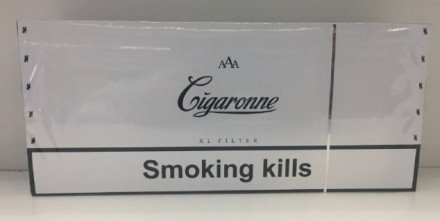 AAA
Cigaronne
XL FILTER
Smoking kills